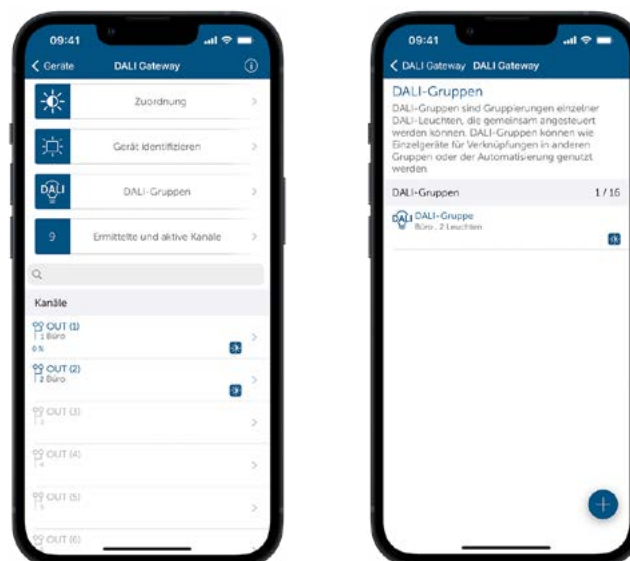 09:41
Geräte
DALI Gateway
Zuordnung
Gerät identifizieren
DALI
DALI-Gruppen
9
Ermittelte und aktive Kanäle
Kanäle
OUT (1)
1 Büro
0 %
OUT (2)
2 Büro
OUT (3)
3
OUT (4)
4
OUT (5)
5
OUT (6)
09:41
DALI Gateway
DALI Gateway
DALI-Gruppen
DALI-Gruppen sind Gruppierungen einzelner
DALI-Leuchten, die gemeinsam angesteuert
werden können. DALI-Gruppen können wie
Einzelgeräte für Verknüpfungen in anderen
Gruppen oder der Automatisierung genutzt
werden.
DALI-Gruppen
1 / 16
DALI
DALI-Gruppe
Büro , 2 Leuchten